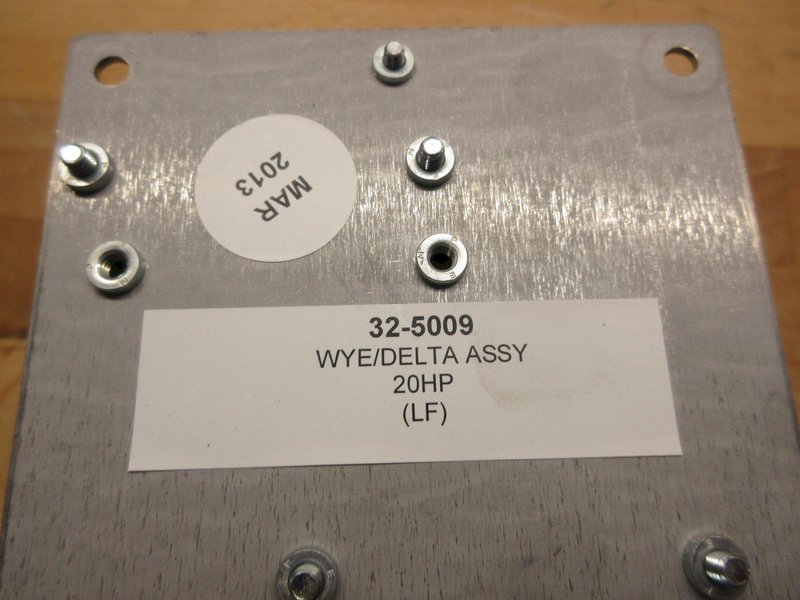 MAR
2013
32-5009
WYE/DELTA ASSY
20HP
(LF)